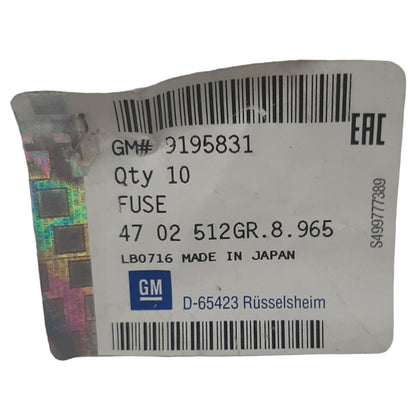 GM# 9195831
Qty 10
FUSE
47 02 512GR.8.965
LB0716 MADE IN JAPAN
GM
D-65423 Rüsselsheim
EAC
S499777389